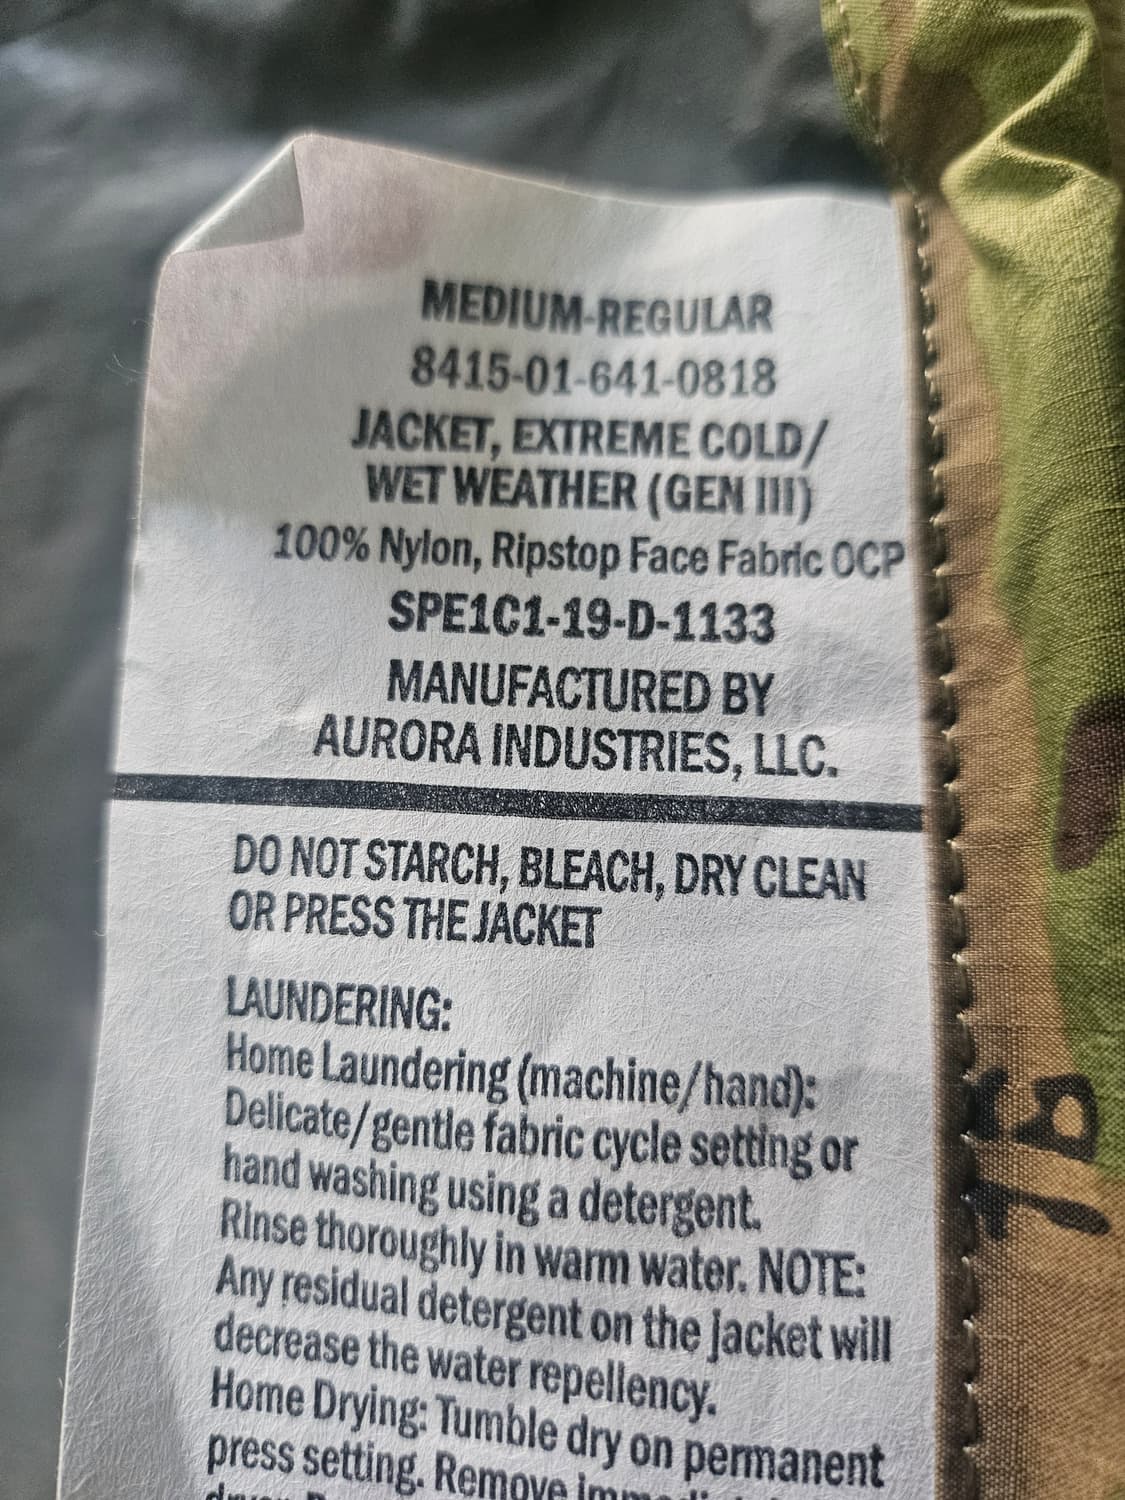 MEDIUM-REGULAR
8415-01-641-0818
JACKET, EXTREME COLD/
WET WEATHER (GEN III)
100% Nylon, Ripstop Face Fabric OCP
SPE1C1-19-D-1133
MANUFACTURED BY
AURORA INDUSTRIES, LLC.
DO NOT STARCH, BLEACH, DRY CLEAN
OR PRESS THE JACKET
LAUNDERING:
Home Laundering (machine/hand):
Delicate/gentle fabric cycle setting or
hand washing using a detergent.
Rinse thoroughly in warm water. NOTE:
Any residual detergent on the Jacket will
decrease the water repellency.
Home Drying: Tumble dry on permanent
press setting. Remove